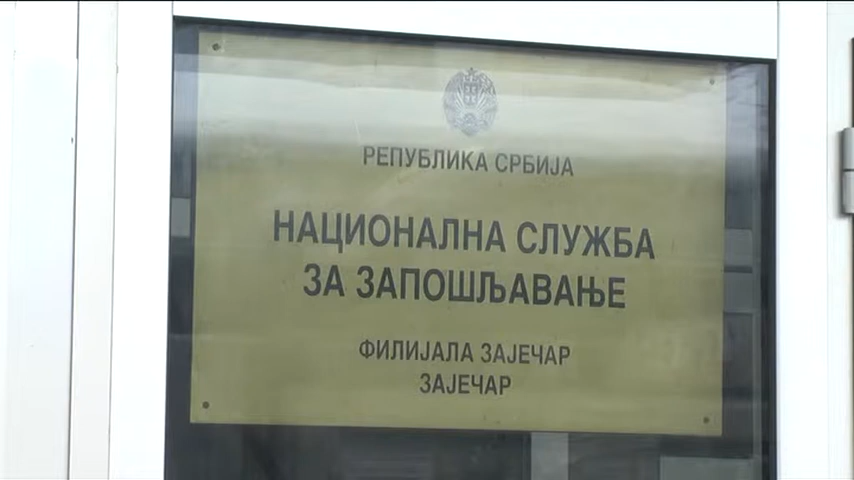 РЕПУБЛИКА СРБИЈА
НАЦИОНАЛНА СЛУЖБА
ЗА ЗАПОШЉАВАЊЕ
ФИЛИЈАЛА ЗАЈЕЧАР
ЗАЈЕЧАР